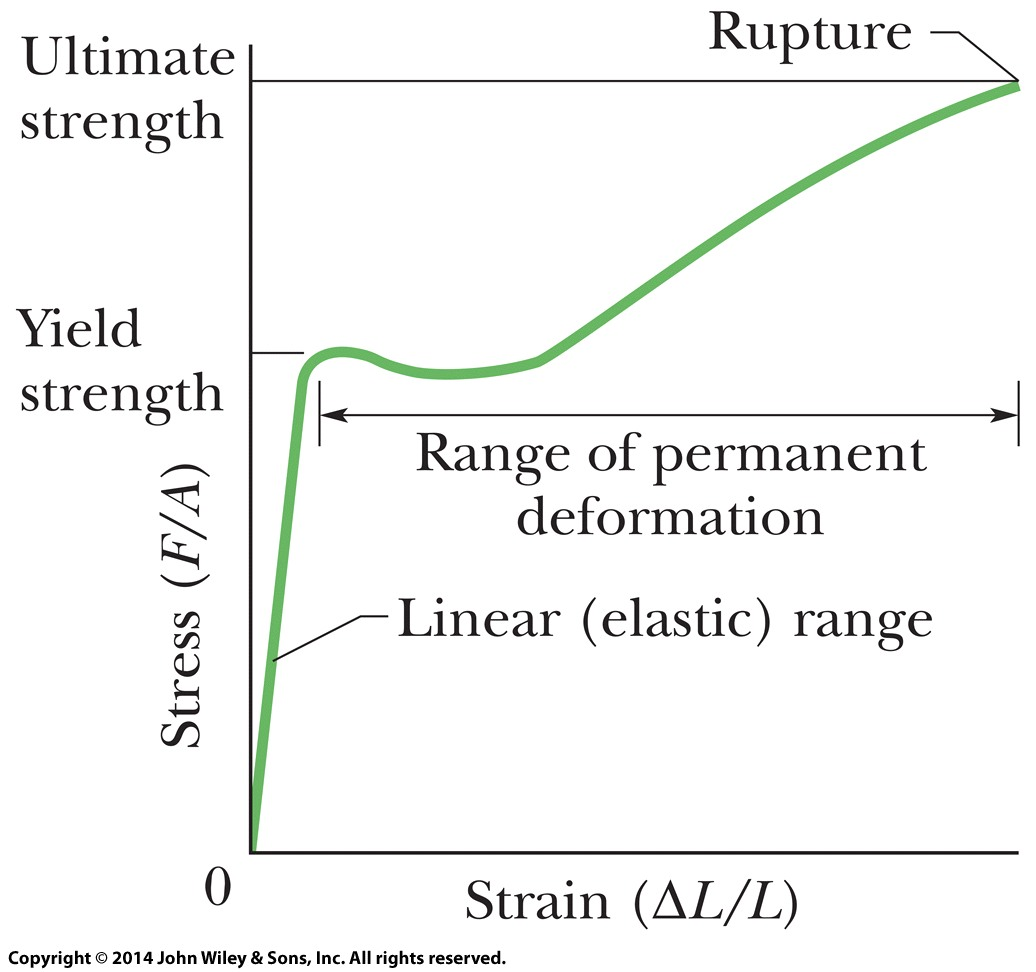 Rupture
Ultimate
strength
Yield
strength
Range of permanent
deformation
Stress (F/A)
Linear (elastic) range
0
Strain (ΔL/L)
Copyright © 2014 John Wiley & Sons, Inc. All rights reserved.